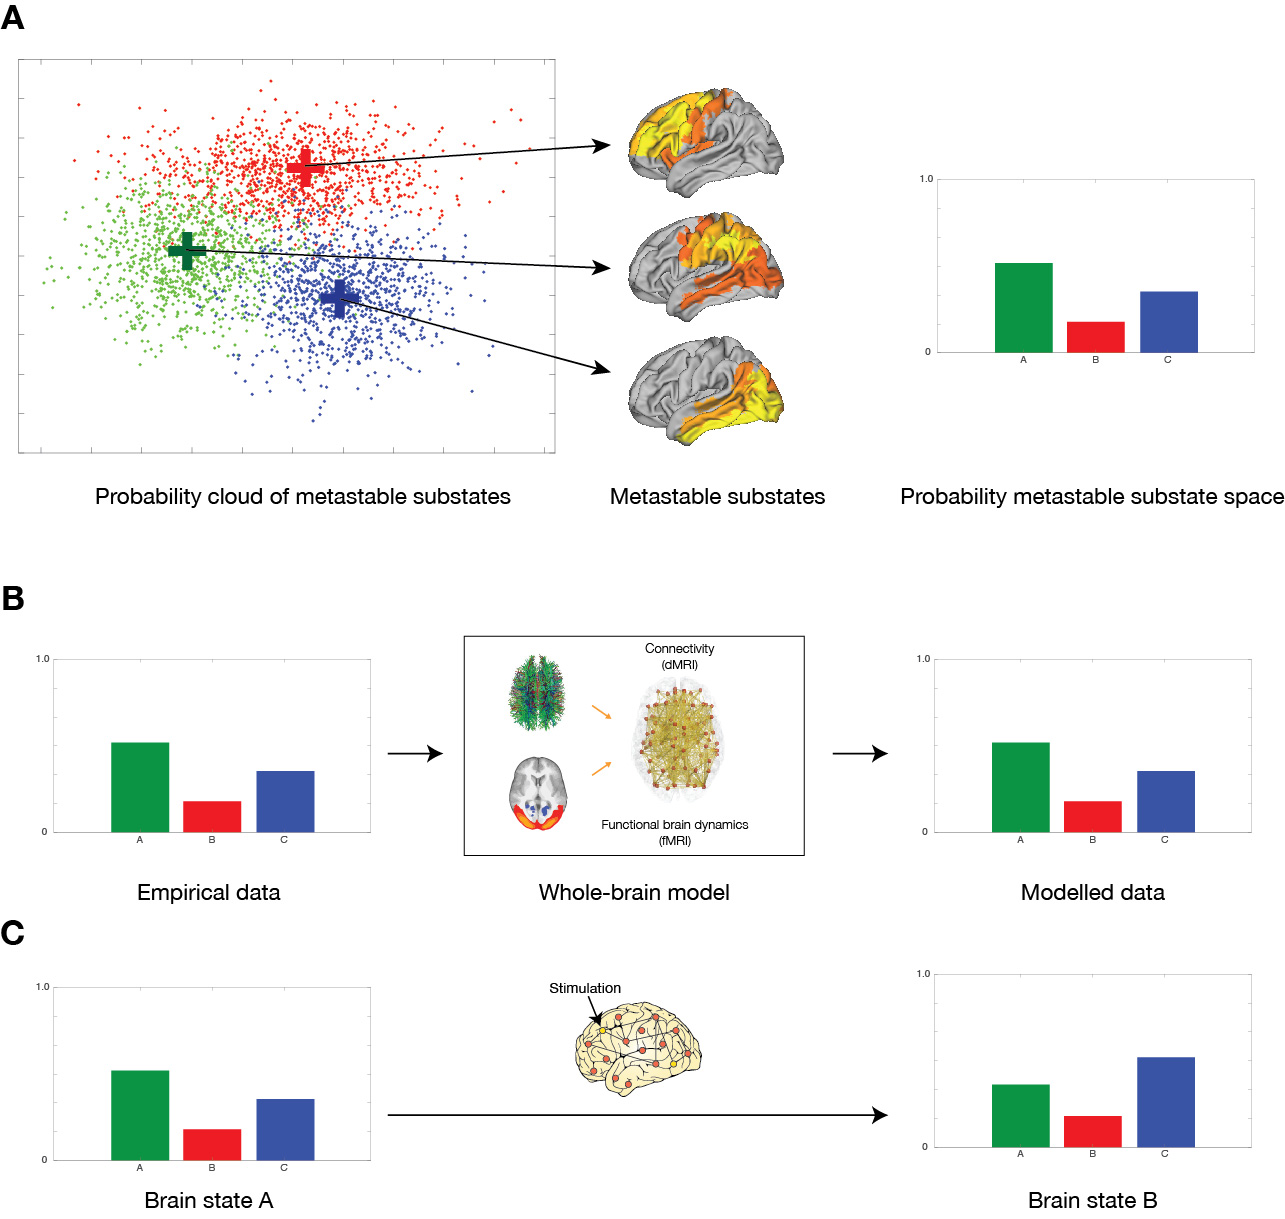 A
1.0
0
A B C
Probability cloud of metastable substates
Metastable substates
Probability metastable substate space
B
1.0
0
A B C
Empirical data
Connectivity
(dMRI)
Functional brain dynamics
(fMRI)
Whole-brain model
1.0
0
A B C
Modelled data
C
1.0
0
A B C
Brain state A
Stimulation
1.0
0
A B C
Brain state B